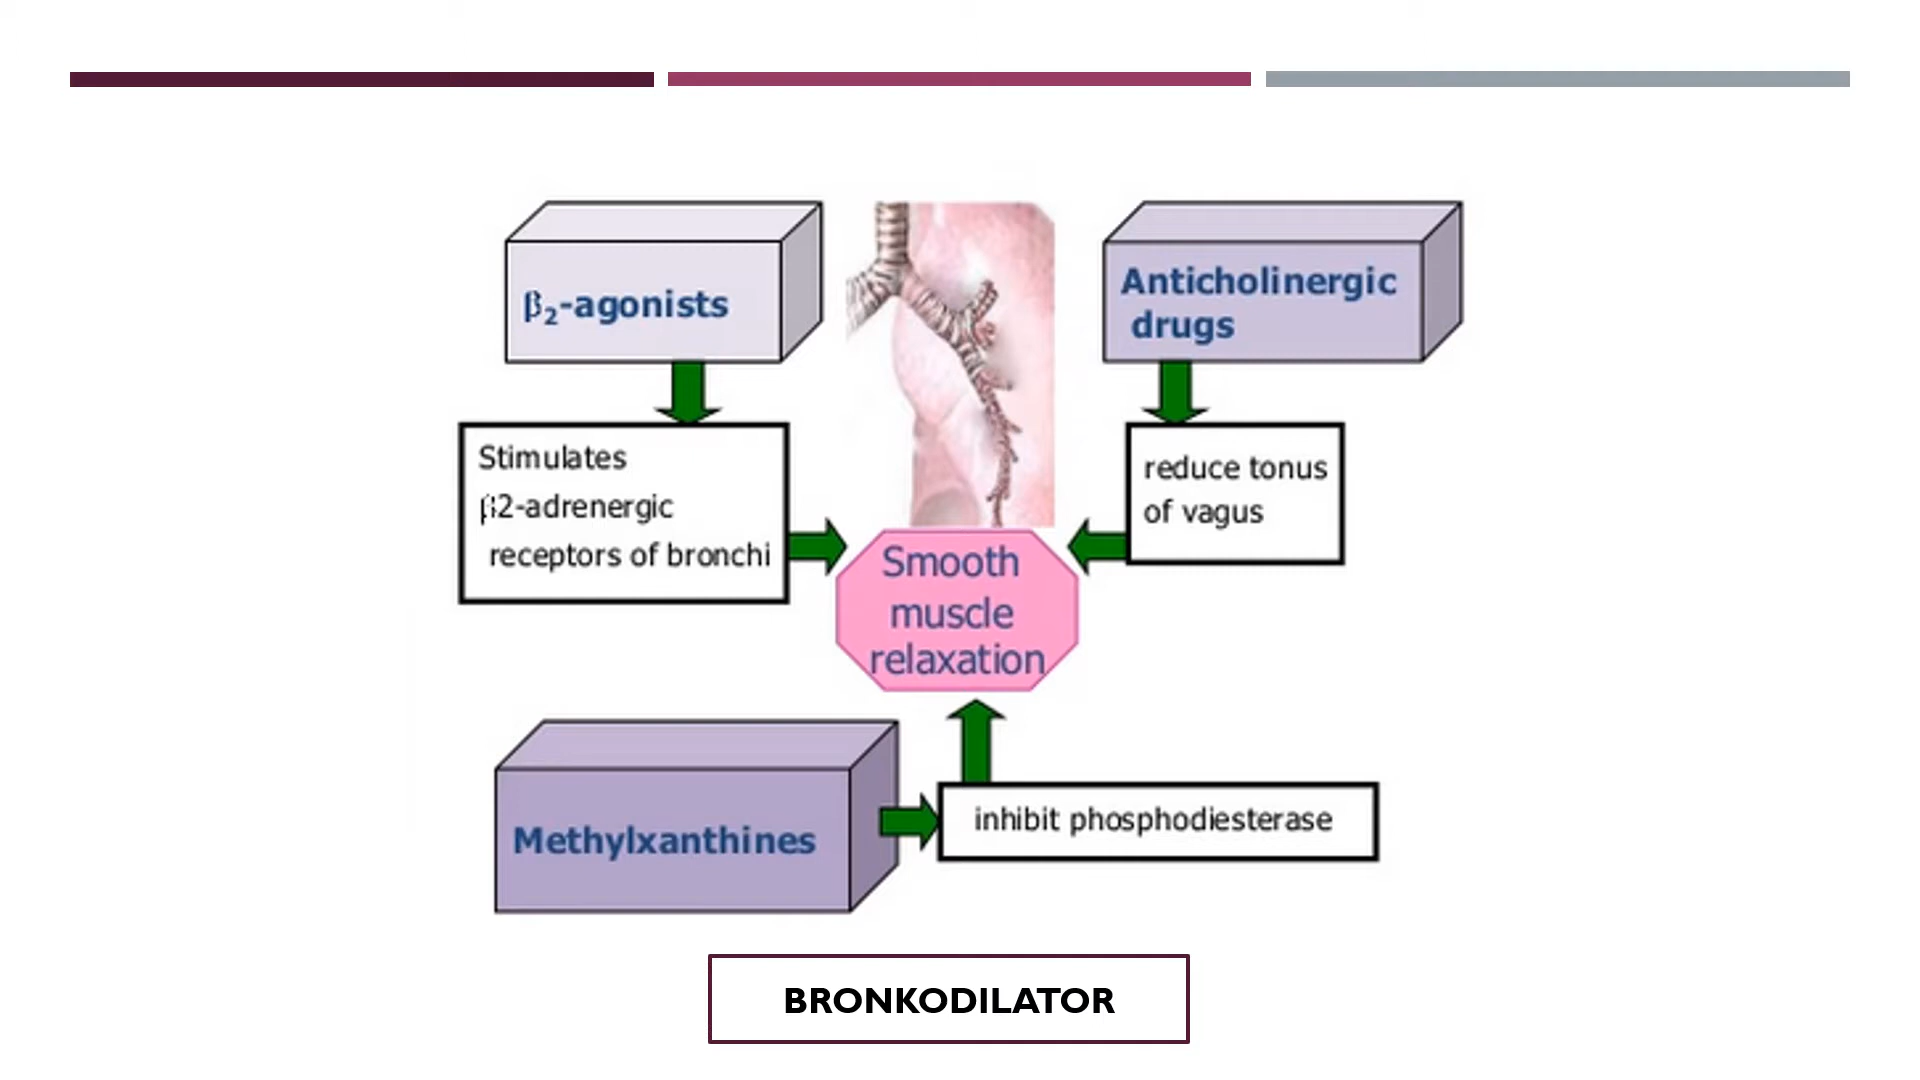 β₂-agonists
Stimulates
β2-adrenergic
receptors of bronchi
Anticholinergic
drugs
reduce tonus
of vagus
Smooth
muscle
relaxation
Methylxanthines
inhibit phosphodiesterase
BRONKODILATOR